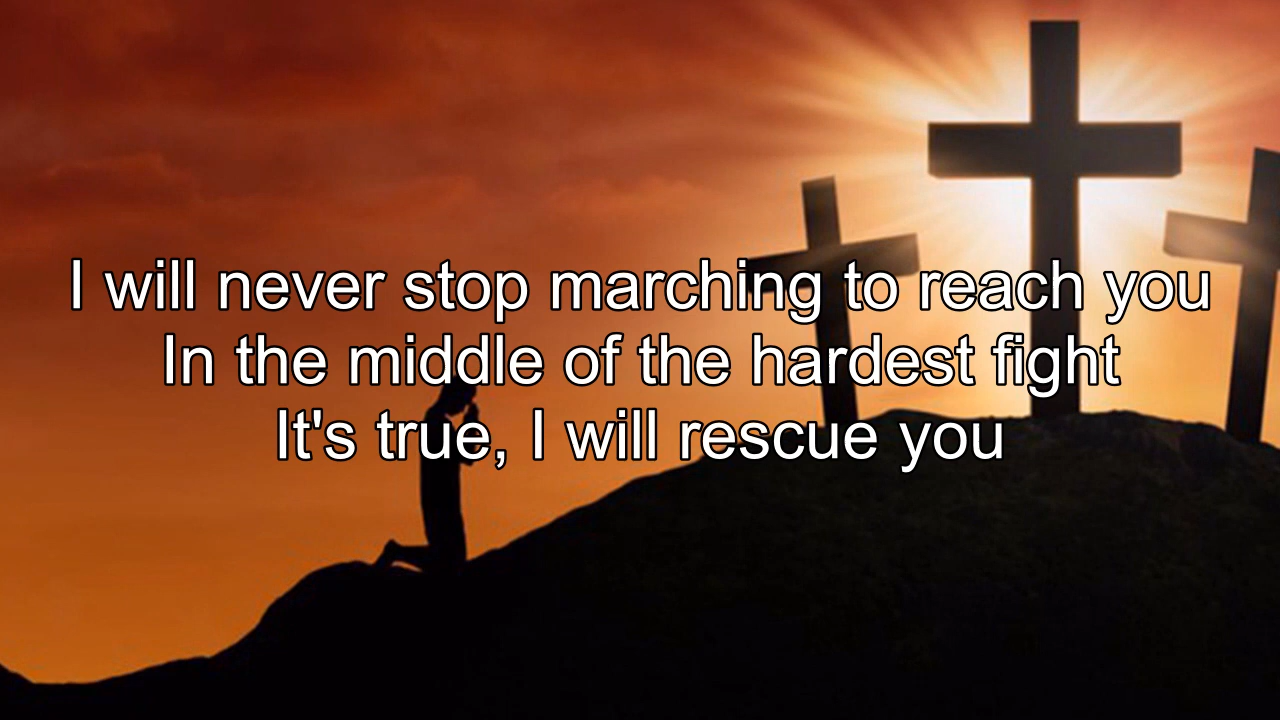 I will never stop marching to reach you
In the middle of the hardest fight
It's true, I will rescue you